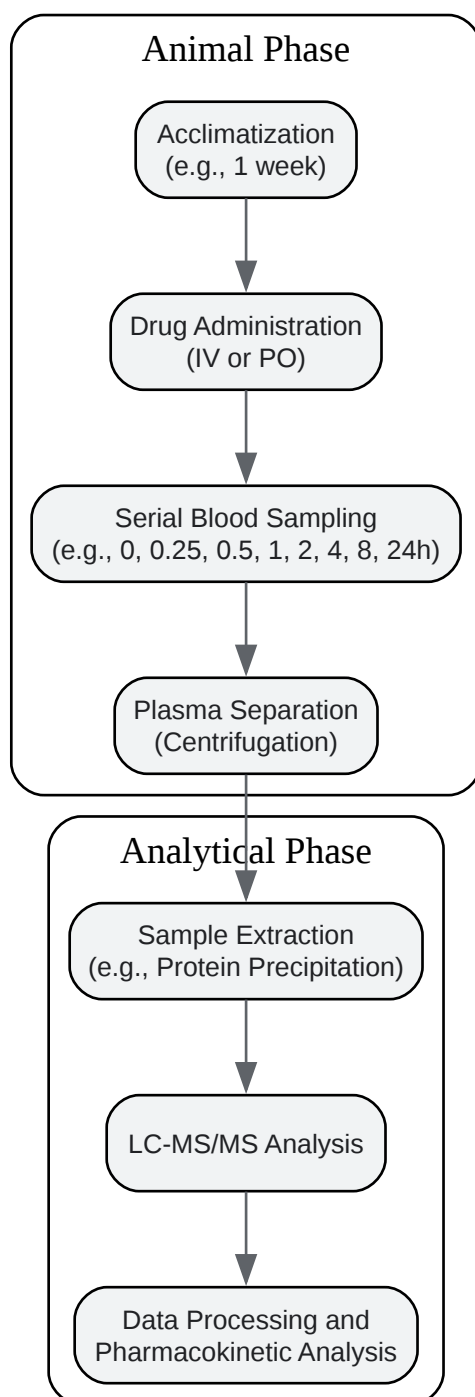 Animal Phase
Acclimatization
(e.g., 1 week)
Drug Administration
(IV or PO)
Serial Blood Sampling
(e.g., 0, 0.25, 0.5, 1, 2, 4, 8, 24h)
Plasma Separation
(Centrifugation)
Analytical Phase
Sample Extraction
(e.g., Protein Precipitation)
LC-MS/MS Analysis
Data Processing and
Pharmacokinetic Analysis